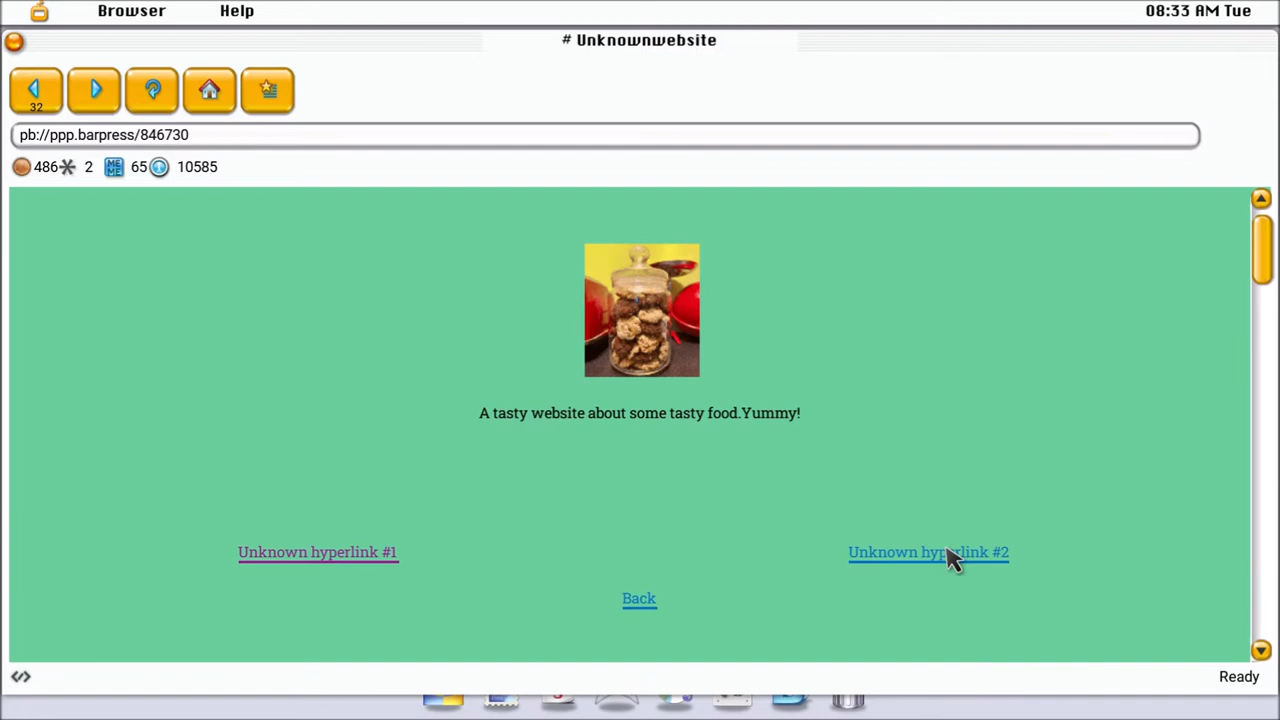 Browser Help 08:33 AM Tue
# Unknownwebsite
32
pb://ppp.barpress/846730
486 2 MEME 65 10585
A tasty website about some tasty food.Yummy!
Unknown hyperlink #1 Unknown hyperlink #2
Back
Ready